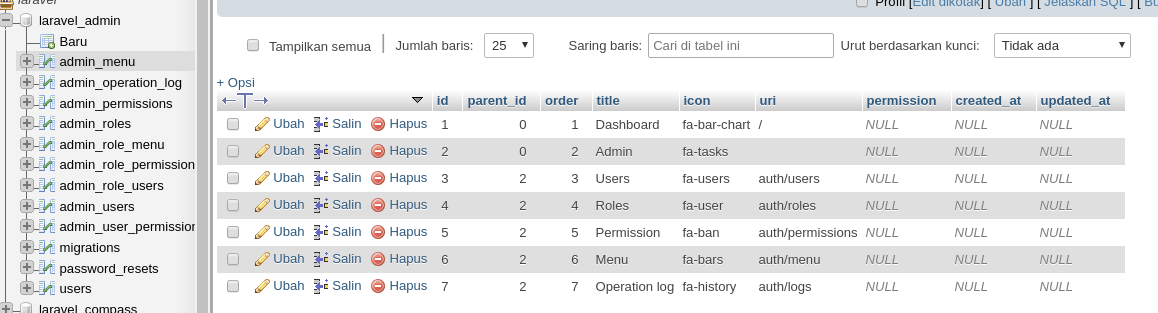 laravel
laravel_admin
Baru
admin_menu
admin_operation_log
admin_permissions
admin_roles
admin_role_menu
admin_role_permission
admin_role_users
admin_users
admin_user_permission
migrations
password_resets
users
laravel_compass
Profil [Edit dikotak] [ Ubah ] [ Jelaskan SQL ] [ Bu
Tampilkan semua | Jumlah baris: 25 Saring baris: Cari di tabel ini Urut berdasarkan kunci: Tidak ada
+ Opsi
←T→ id parent_id order title icon uri permission created_at updated_at
Ubah Salin Hapus 1 0 1 Dashboard fa-bar-chart / NULL NULL NULL
Ubah Salin Hapus 2 0 2 Admin fa-tasks NULL NULL NULL
Ubah Salin Hapus 3 2 3 Users fa-users auth/users NULL NULL NULL
Ubah Salin Hapus 4 2 4 Roles fa-user auth/roles NULL NULL NULL
Ubah Salin Hapus 5 2 5 Permission fa-ban auth/permissions NULL NULL NULL
Ubah Salin Hapus 6 2 6 Menu fa-bars auth/menu NULL NULL NULL
Ubah Salin Hapus 7 2 7 Operation log fa-history auth/logs NULL NULL NULL